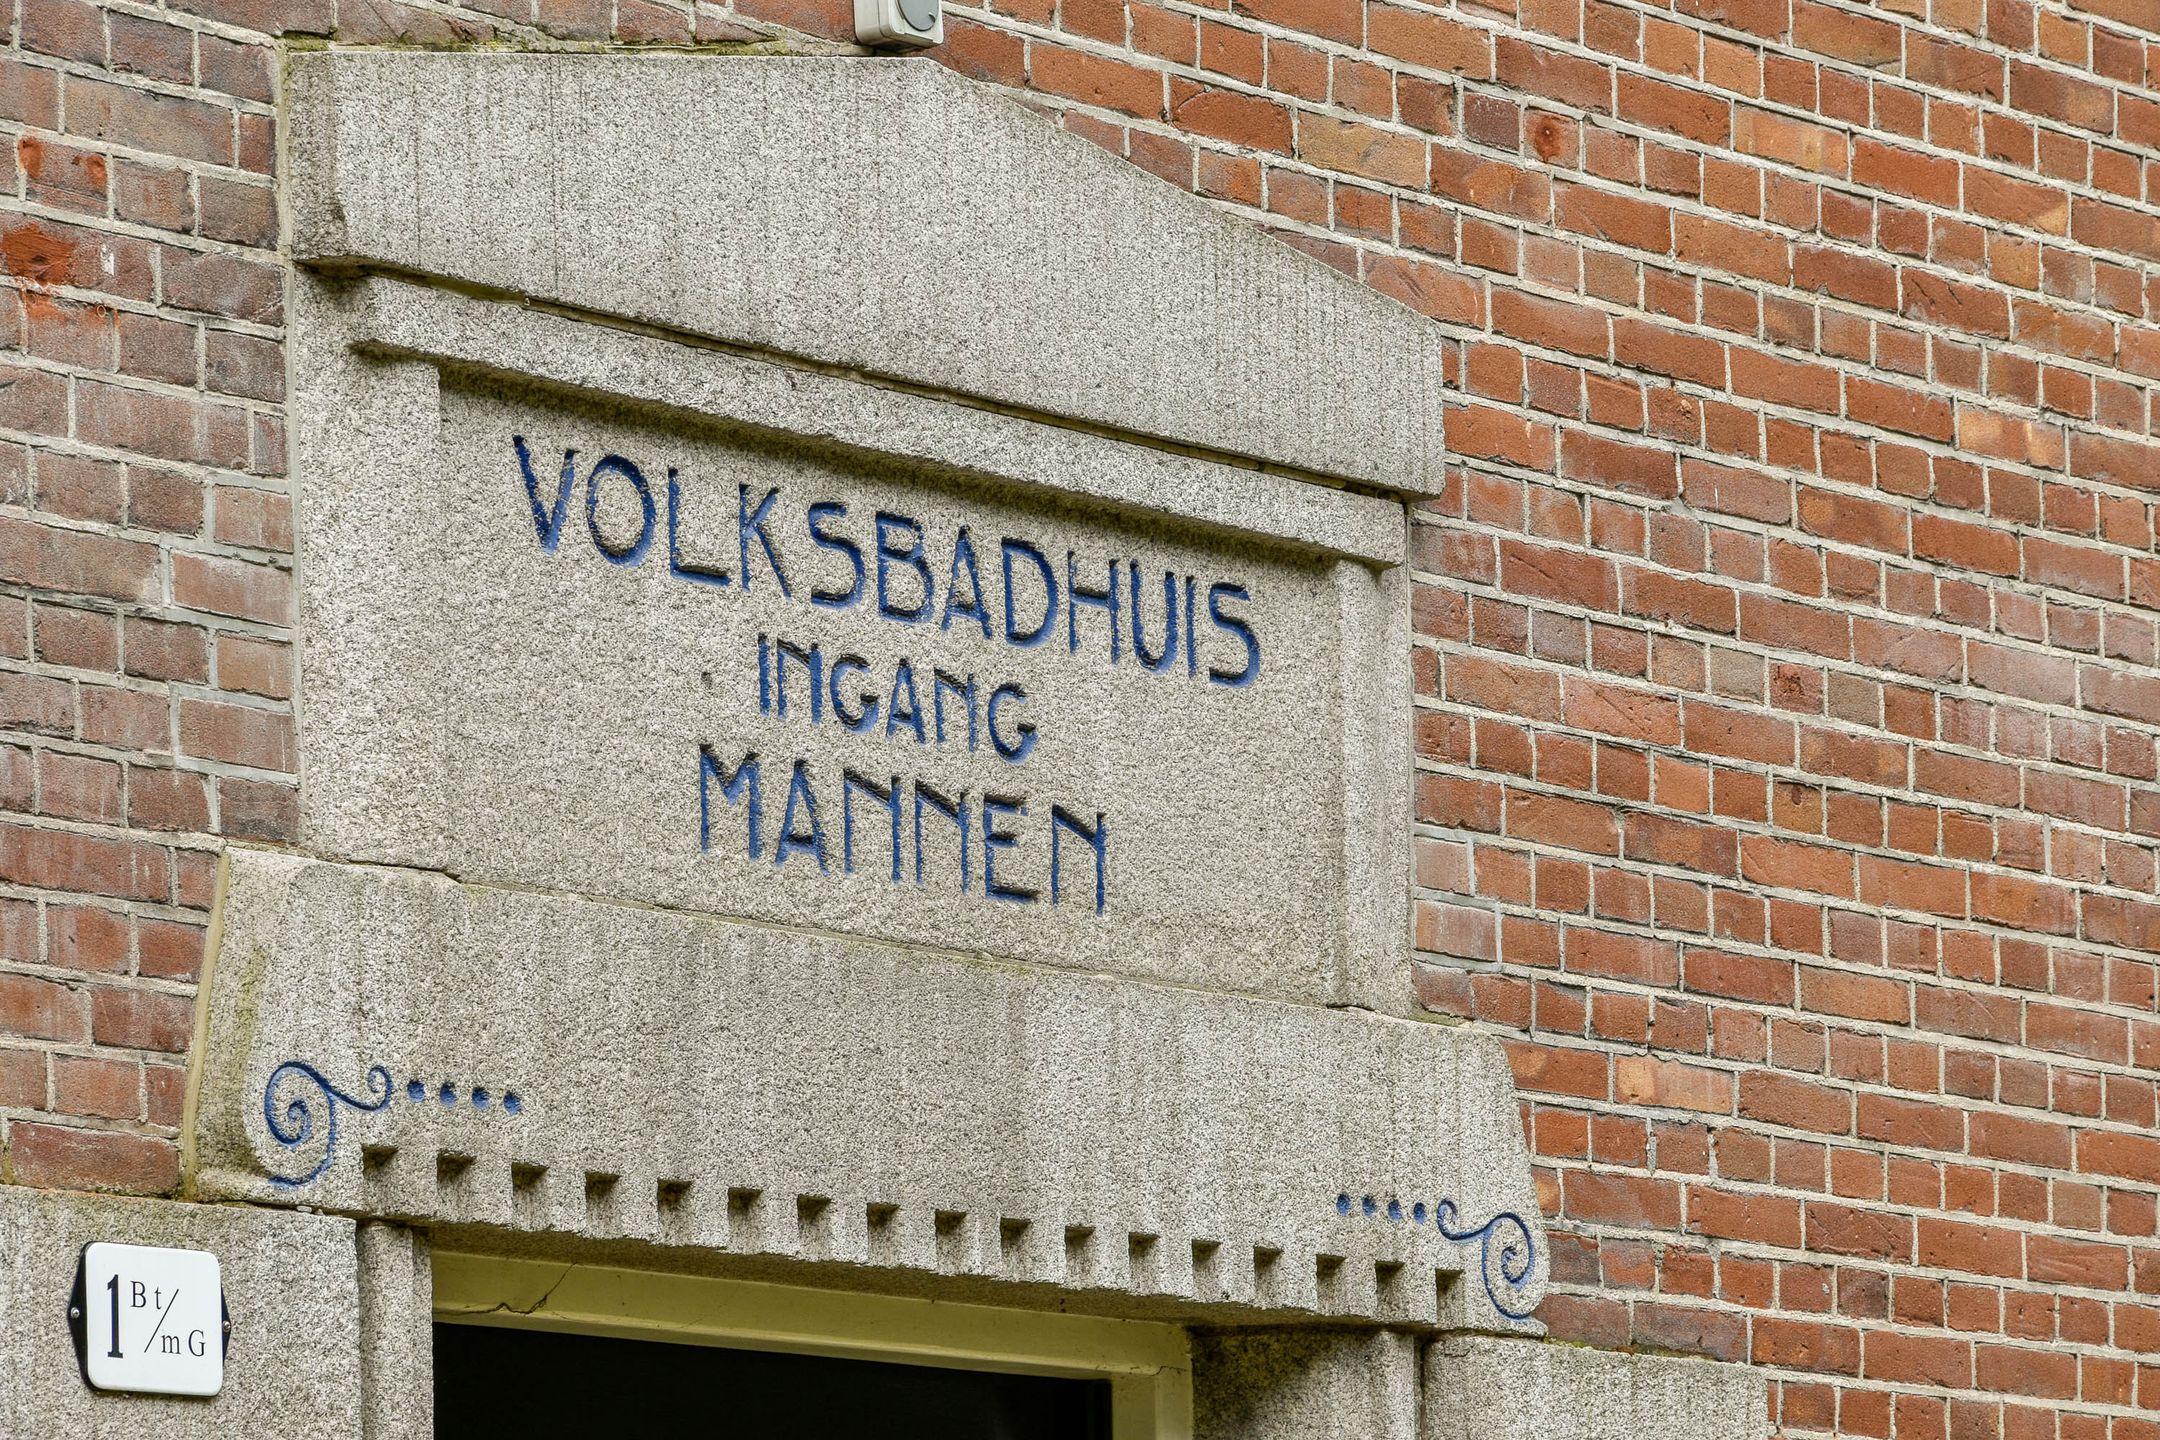 VOLKSBADHUIS
INGANG
MANNEN
1 Bt/mG